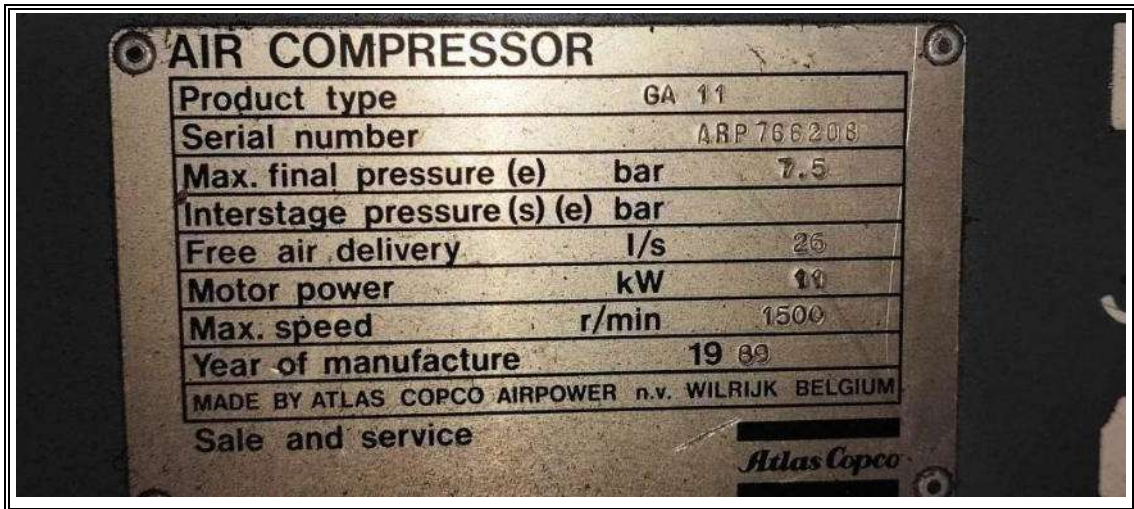 AIR COMPRESSOR
Product type GA 11
Serial number ARP766208
Max. final pressure (e) bar 7.5
Interstage pressure (s) (e) bar
Free air delivery l/s 26
Motor power kW 11
Max. speed r/min 1500
Year of manufacture 19 89
MADE BY ATLAS COPCO AIRPOWER n.v. WILRIJK BELGIUM
Sale and service
Atlas Copco